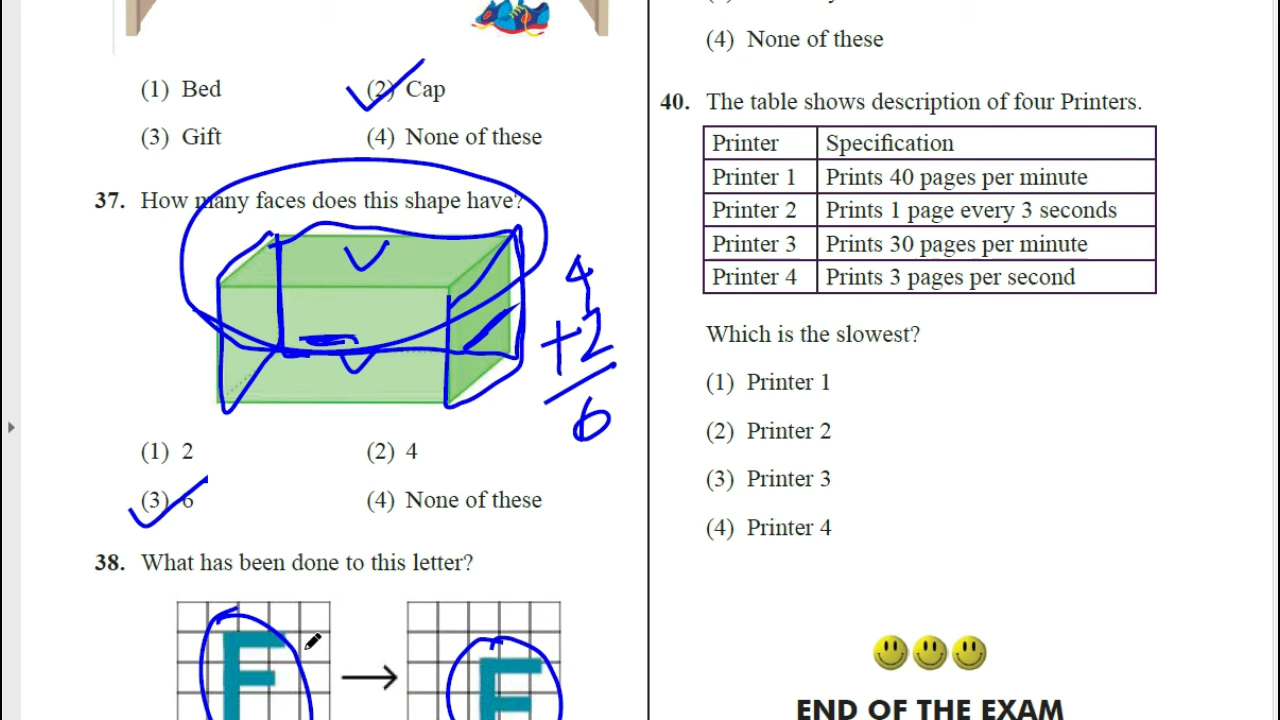 (1) Bed
(2) Cap
(3) Gift
(4) None of these
37. How many faces does this shape have?
4
+2
6
(1) 2
(2) 4
(3) 6
(4) None of these
38. What has been done to this letter?
F
F
(4) None of these
40. The table shows description of four Printers.
Printer Specification
Printer 1 Prints 40 pages per minute
Printer 2 Prints 1 page every 3 seconds
Printer 3 Prints 30 pages per minute
Printer 4 Prints 3 pages per second
Which is the slowest?
(1) Printer 1
(2) Printer 2
(3) Printer 3
(4) Printer 4
END OF THE EXAM